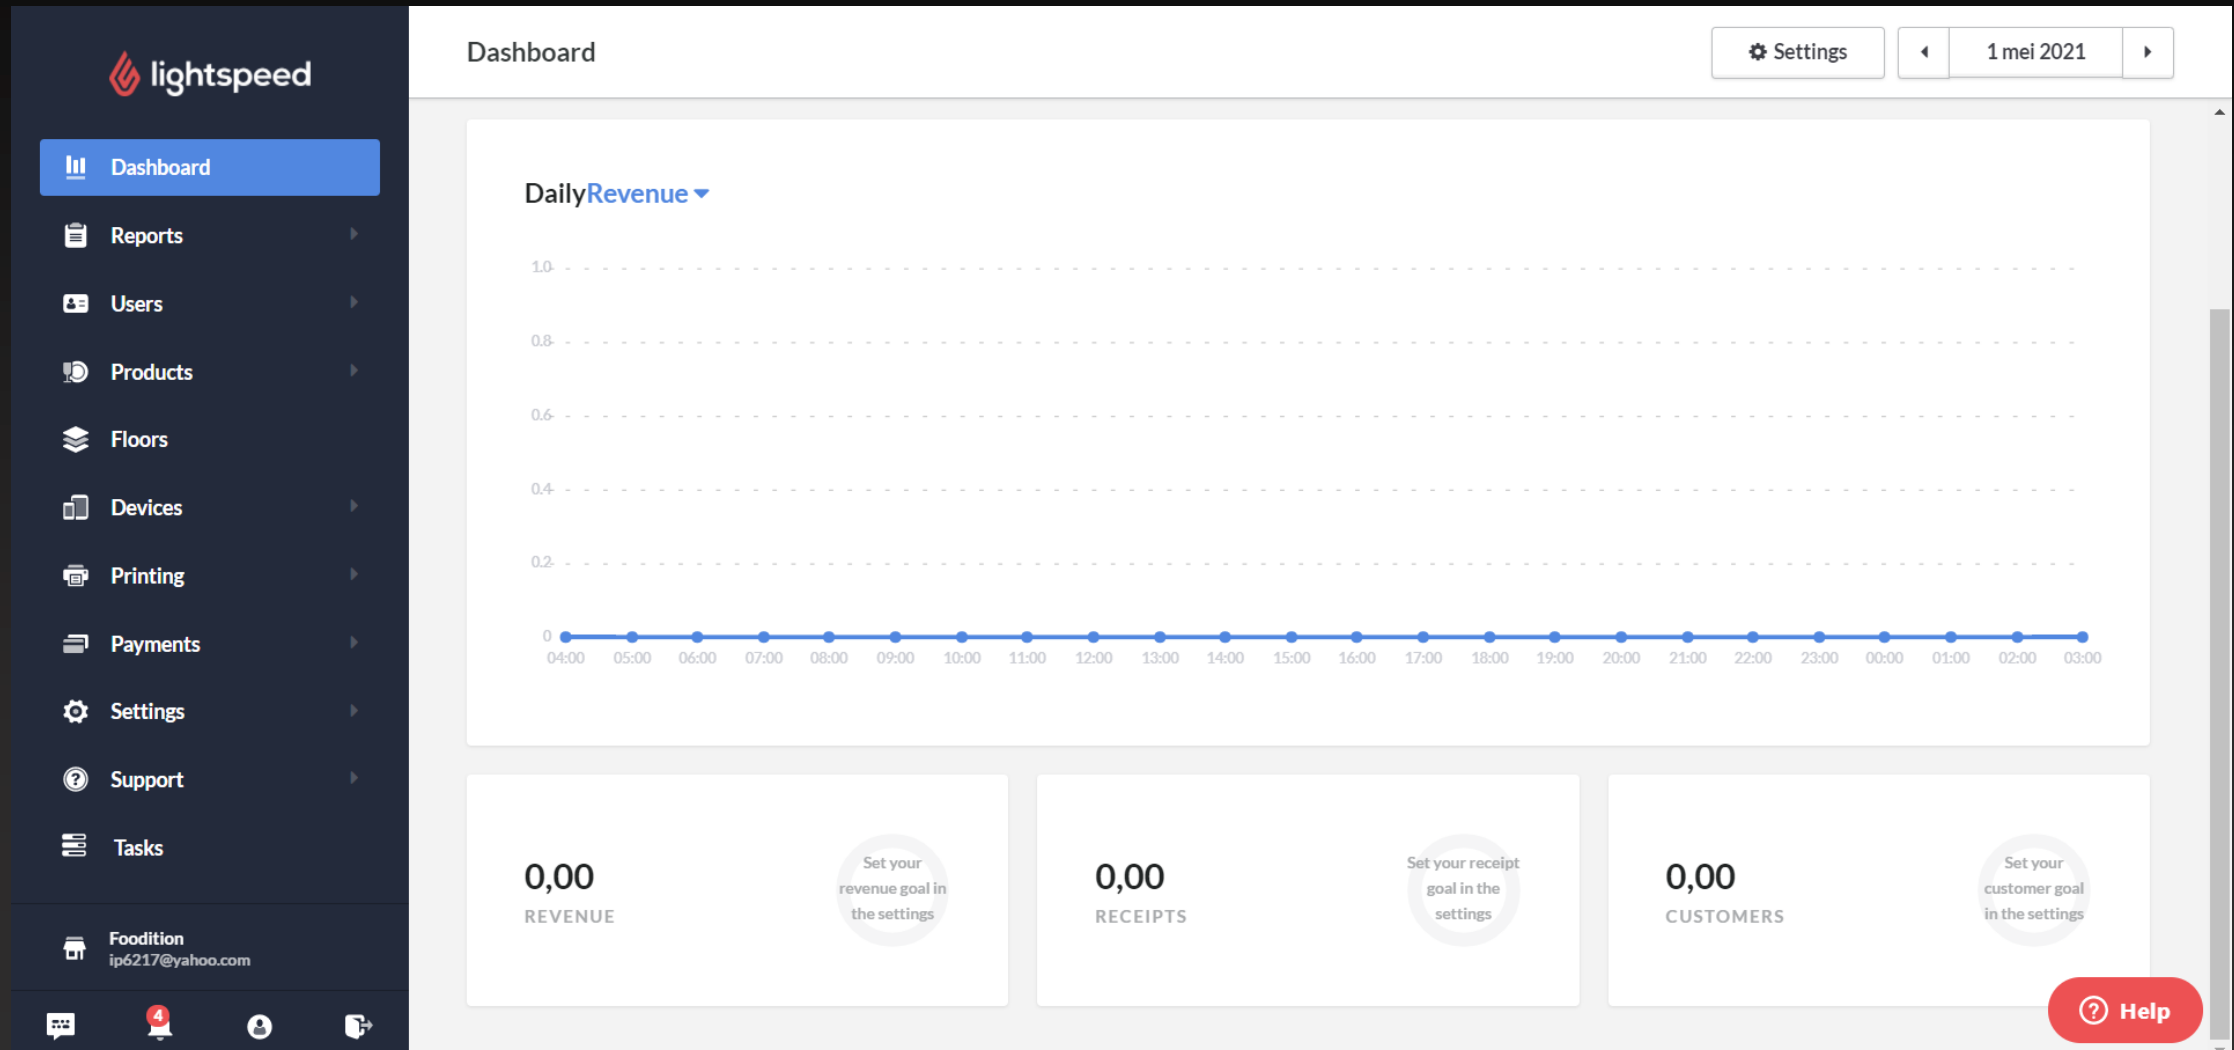 lightspeed
Dashboard
Reports
Users
Products
Floors
Devices
Printing
Payments
Settings
Support
Tasks
Foodition
ip6217@yahoo.com
4
Dashboard
Settings
1 mei 2021
DailyRevenue
1.0
0.8
0.6
0.4
0.2
0
04:00 05:00 06:00 07:00 08:00 09:00 10:00 11:00 12:00 13:00 14:00 15:00 16:00 17:00 18:00 19:00 20:00 21:00 22:00 23:00 00:00 01:00 02:00 03:00
0,00
REVENUE
Set your
revenue goal in
the settings
0,00
RECEIPTS
Set your receipt
goal in the
settings
0,00
CUSTOMERS
Set your
customer goal
in the settings
? Help